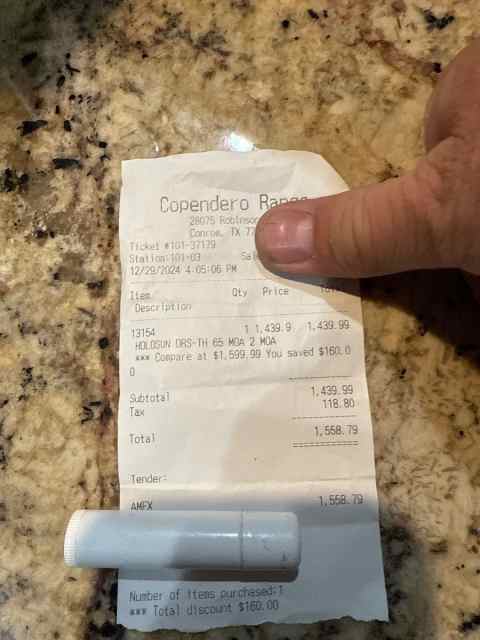 Copendero Range
28075 Robinson
Conroe, TX
Ticket #101-37179
Station:101-03
12/29/2024 4:05:06 PM
Item Qty Price
Description
13154 1 1,439.9 1,439.99
HOLOSUN DRS-TH 65 MOA 2 MOA
*** Compare at $1,599.99 You saved $160.0
0
Subtotal 1,439.99
Tax 118.80
Total 1,558.79
Tender:
AMEX 1,558.79
Number of items purchased:1
*** Total discount $160.00